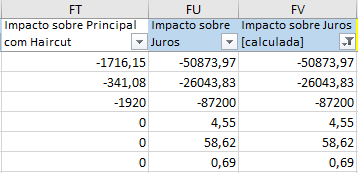 FT FU FV
Impacto sobre Principal Impacto sobre Impacto sobre Juros
com Haircut Juros [calculada]
-1716,15 -50873,97 -50873,97
-341,08 -26043,83 -26043,83
-1920 -87200 -87200
0 4,55 4,55
0 58,62 58,62
0 0,69 0,69